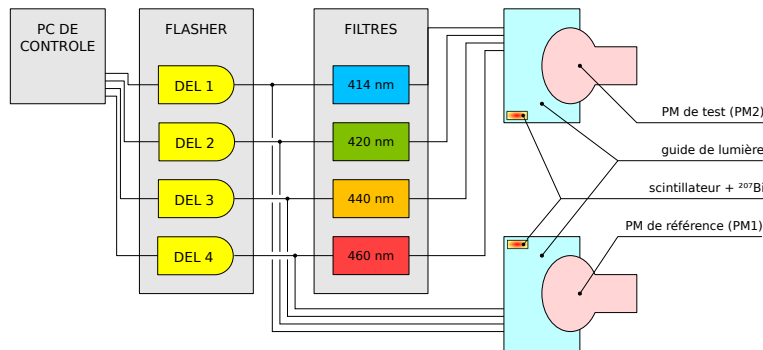 PC DE
CONTROLE
FLASHER
FILTRES
DEL 1
414 nm
DEL 2
420 nm
DEL 3
440 nm
DEL 4
460 nm
PM de test (PM2)
guide de lumière
scintillateur + ²⁰⁷Bi
PM de référence (PM1)